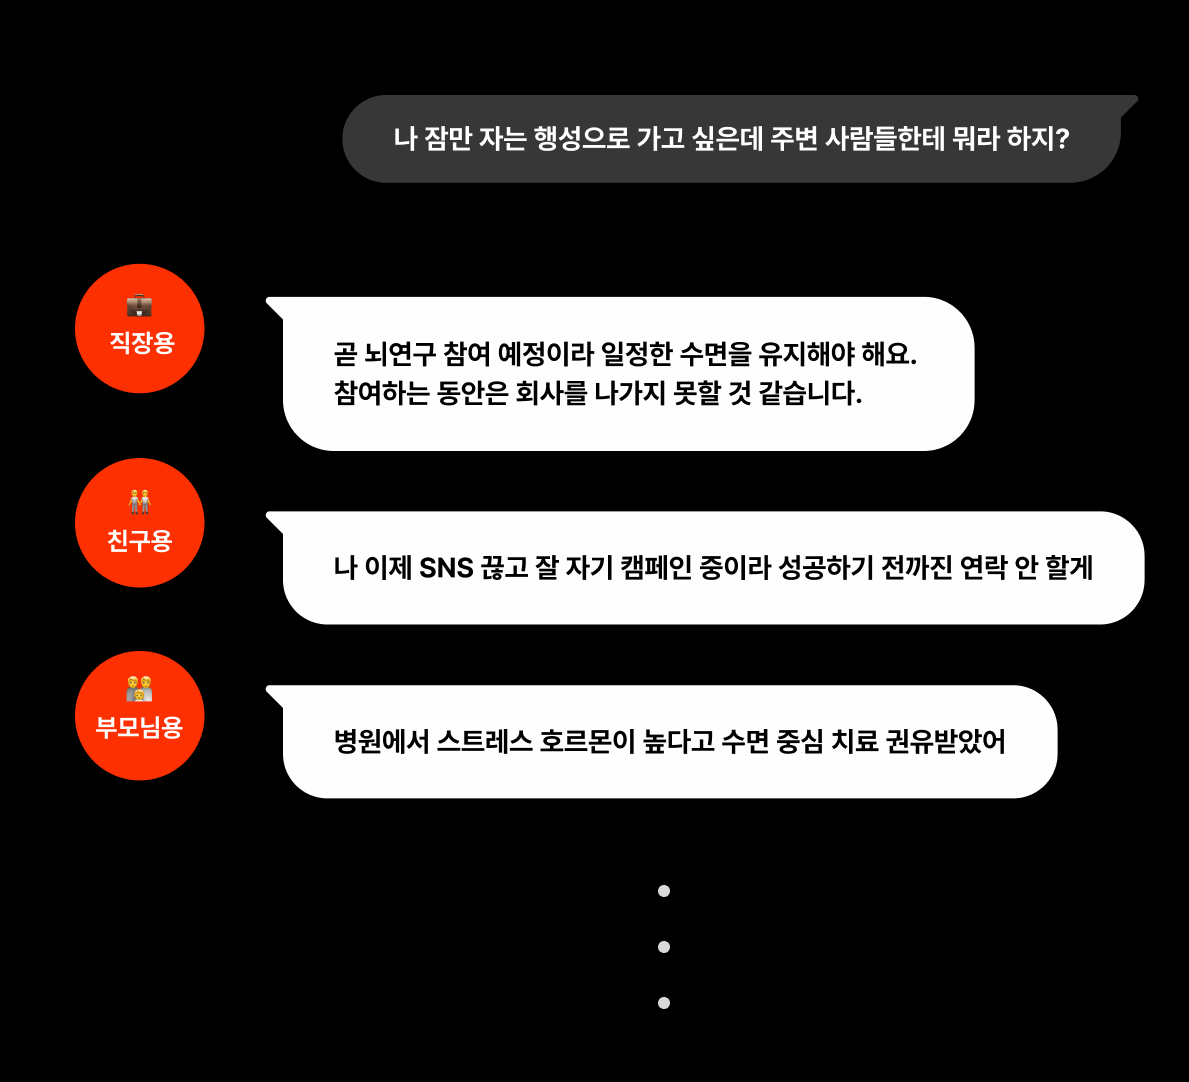 나 잠만 자는 행성으로 가고 싶은데 주변 사람들한테 뭐라 하지?
직장용
곧 뇌연구 참여 예정이라 일정한 수면을 유지해야 해요.
참여하는 동안은 회사를 나가지 못할 것 같습니다.
친구용
나 이제 SNS 끊고 잘 자기 캠페인 중이라 성공하기 전까진 연락 안 할게
부모님용
병원에서 스트레스 호르몬이 높다고 수면 중심 치료 권유받았어